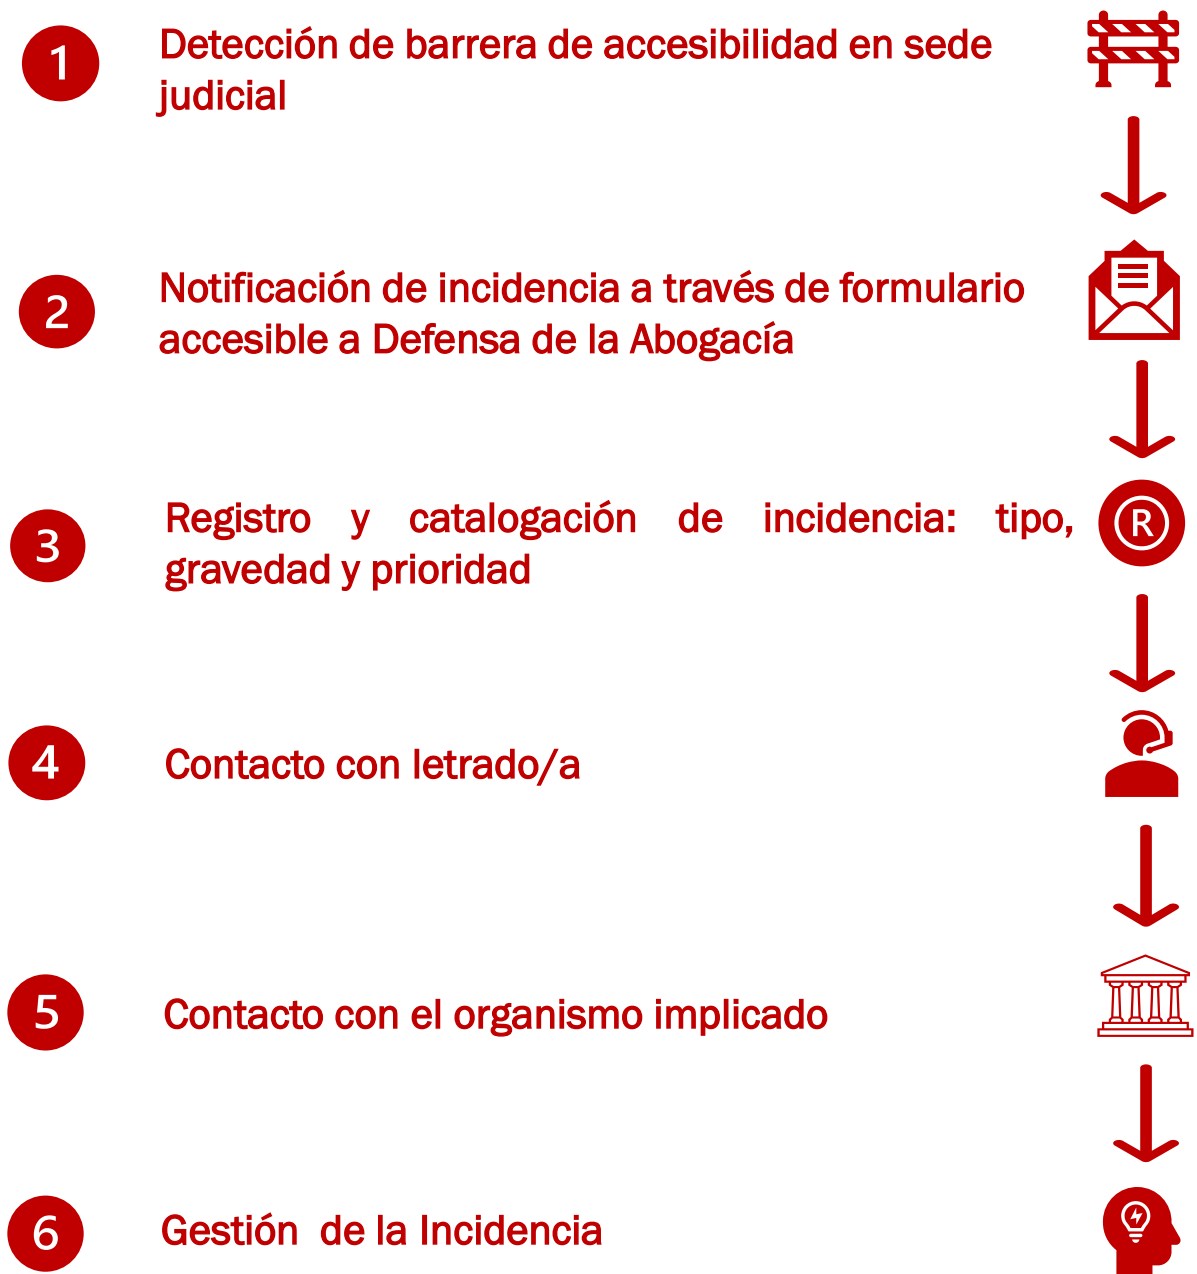 1
Detección de barrera de accesibilidad en sede
judicial
2
Notificación de incidencia a través de formulario
accesible a Defensa de la Abogacía
3
Registro y catalogación de incidencia: tipo,
gravedad y prioridad
R
4
Contacto con letrado/a
5
Contacto con el organismo implicado
6
Gestión de la Incidencia